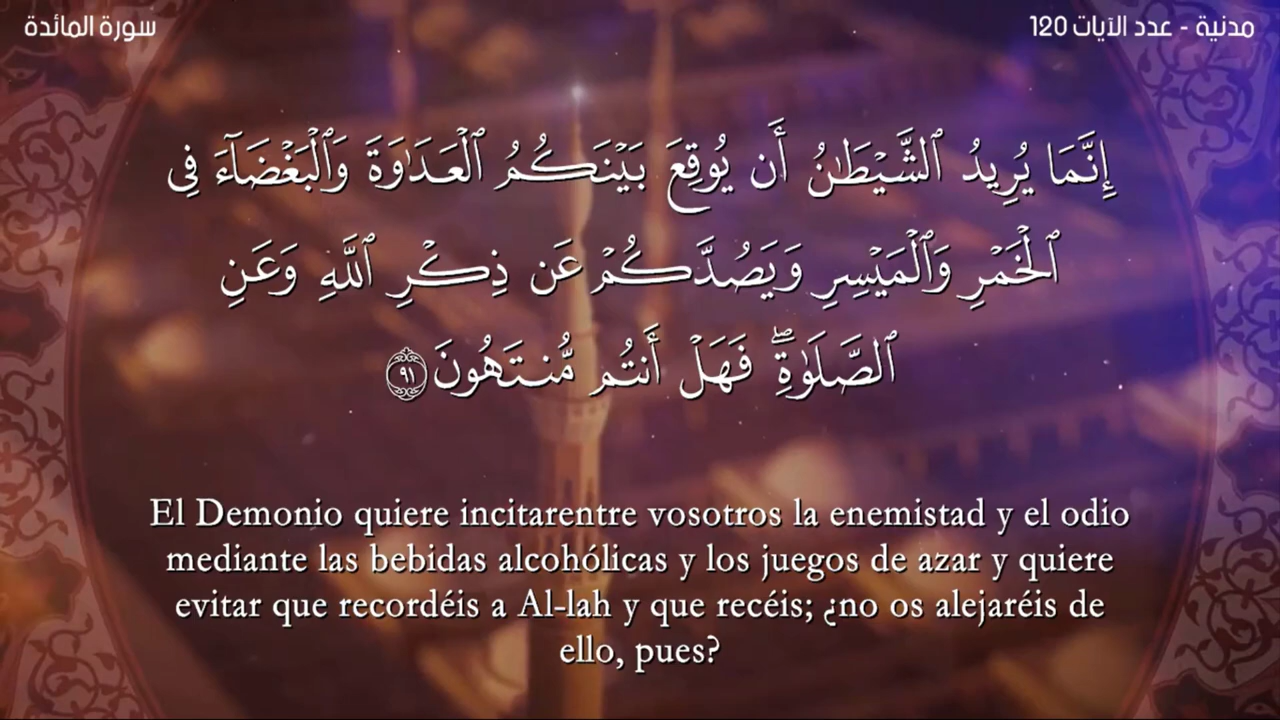 سورة المائدة
مدنية - عدد الآيات 120
إِنَّمَا يُرِيدُ ٱلشَّيْطَـٰنُ أَن يُوقِعَ بَيْنَكُمُ ٱلْعَدَٰوَةَ وَٱلْبَغْضَآءَ فِى
ٱلْخَمْرِ وَٱلْمَيْسِرِ وَيَصُدَّكُمْ عَن ذِكْرِ ٱللَّهِ وَعَنِ
ٱلصَّلَوٰةِ ۖ فَهَلْ أَنتُم مُّنتَهُونَ ٩١
El Demonio quiere incitarentre vosotros la enemistad y el odio
mediante las bebidas alcohólicas y los juegos de azar y quiere
evitar que recordéis a Al-lah y que recéis; ¿no os alejaréis de
ello, pues?